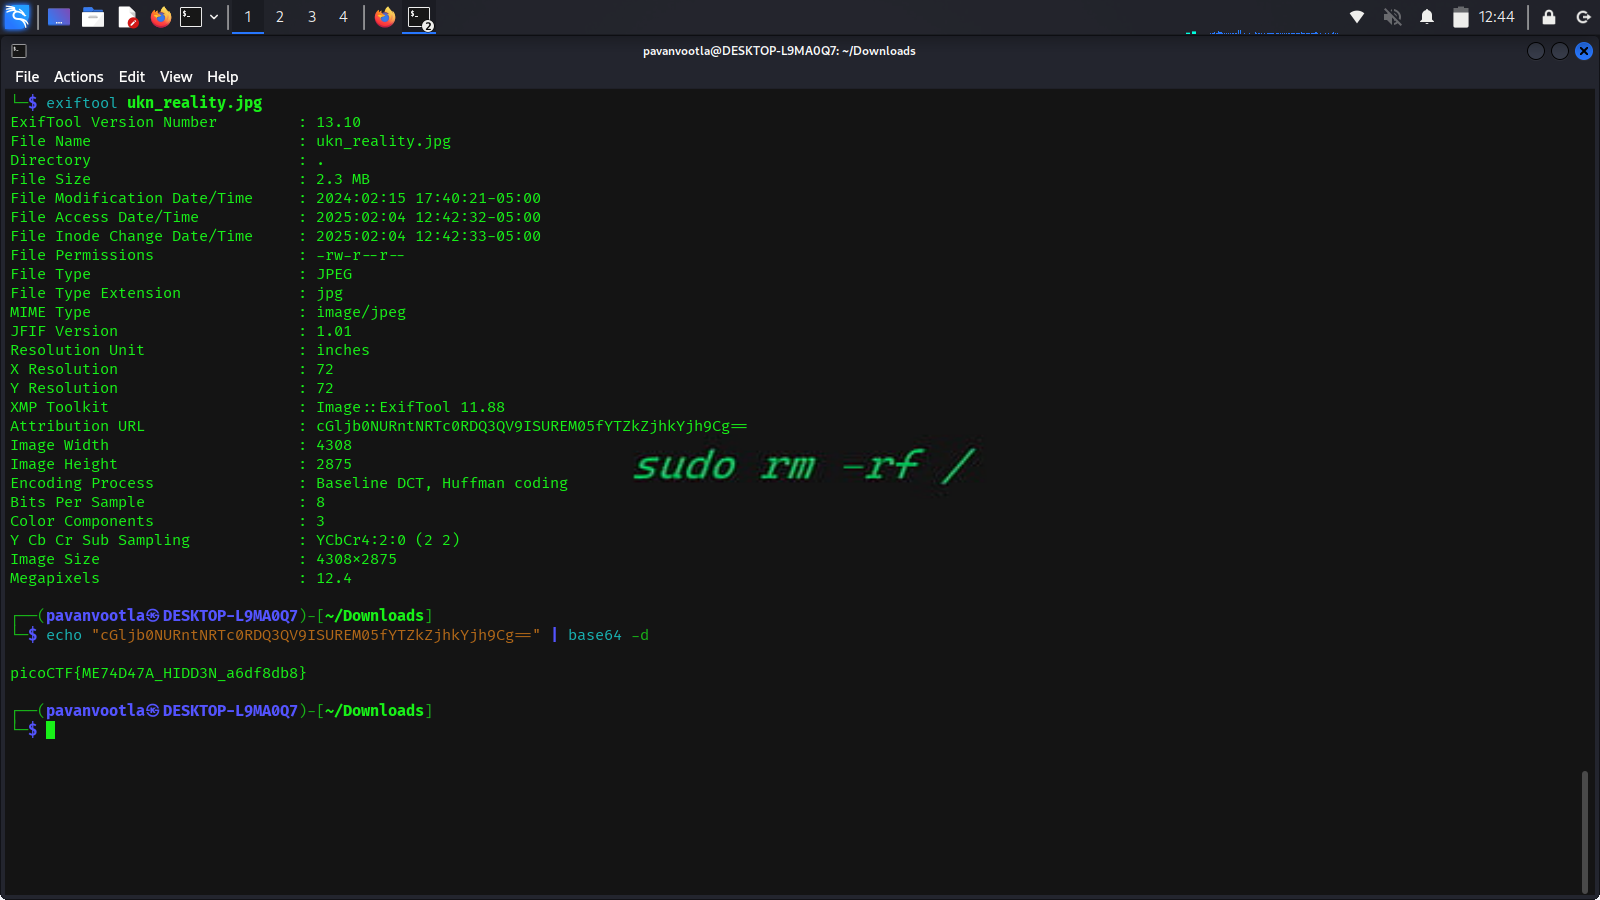 1 2 3 4 2 12:44
pavanvootla@DESKTOP-L9MA0Q7: ~/Downloads
File Actions Edit View Help
└─$ exiftool ukn_reality.jpg
ExifTool Version Number : 13.10
File Name : ukn_reality.jpg
Directory : .
File Size : 2.3 MB
File Modification Date/Time : 2024:02:15 17:40:21-05:00
File Access Date/Time : 2025:02:04 12:42:32-05:00
File Inode Change Date/Time : 2025:02:04 12:42:33-05:00
File Permissions : -rw-r--r--
File Type : JPEG
File Type Extension : jpg
MIME Type : image/jpeg
JFIF Version : 1.01
Resolution Unit : inches
X Resolution : 72
Y Resolution : 72
XMP Toolkit : Image::ExifTool 11.88
Attribution URL : cGljb0NURntNRTc0RDQ3QV9ISUREM05fYTZkZjhkYjh9Cg==
Image Width : 4308
Image Height : 2875
Encoding Process : Baseline DCT, Huffman coding
Bits Per Sample : 8
Color Components : 3
Y Cb Cr Sub Sampling : YCbCr4:2:0 (2 2)
Image Size : 4308×2875
Megapixels : 12.4
sudo rm -rf /
┌──(pavanvootla㉿DESKTOP-L9MA0Q7)-[~/Downloads]
└─$ echo "cGljb0NURntNRTc0RDQ3QV9ISUREM05fYTZkZjhkYjh9Cg==" | base64 -d
picoCTF{ME74D47A_HIDD3N_a6df8db8}
┌──(pavanvootla㉿DESKTOP-L9MA0Q7)-[~/Downloads]
└─$